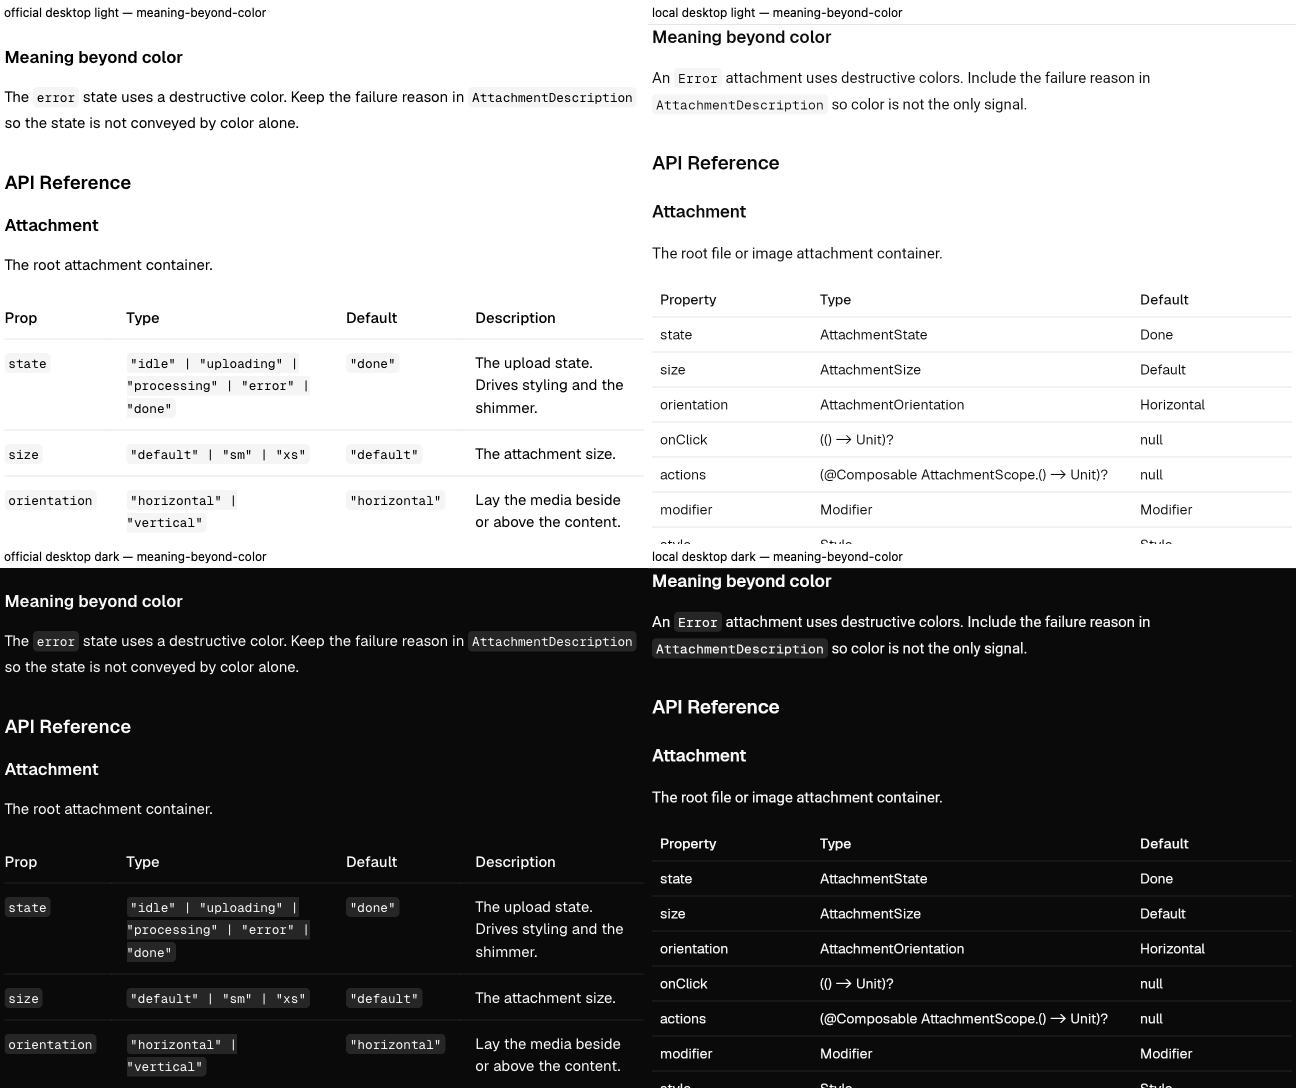 official desktop light — meaning-beyond-color
Meaning beyond color
The error state uses a destructive color. Keep the failure reason in AttachmentDescription
so the state is not conveyed by color alone.
API Reference
Attachment
The root attachment container.
Prop Type Default Description
state "idle" | "uploading" | "done" The upload state.
"processing" | "error" | Drives styling and the
"done" shimmer.
size "default" | "sm" | "xs" "default" The attachment size.
orientation "horizontal" | "horizontal" Lay the media beside
"vertical" or above the content.
local desktop light — meaning-beyond-color
Meaning beyond color
An Error attachment uses destructive colors. Include the failure reason in
AttachmentDescription so color is not the only signal.
API Reference
Attachment
The root file or image attachment container.
Property Type Default
state AttachmentState Done
size AttachmentSize Default
orientation AttachmentOrientation Horizontal
onClick (() -> Unit)? null
actions (@Composable AttachmentScope.() -> Unit)? null
modifier Modifier Modifier
style Style Style
official desktop dark — meaning-beyond-color
Meaning beyond color
The error state uses a destructive color. Keep the failure reason in AttachmentDescription
so the state is not conveyed by color alone.
API Reference
Attachment
The root attachment container.
Prop Type Default Description
state "idle" | "uploading" | "done" The upload state.
"processing" | "error" | Drives styling and the
"done" shimmer.
size "default" | "sm" | "xs" "default" The attachment size.
orientation "horizontal" | "horizontal" Lay the media beside
"vertical" or above the content.
local desktop dark — meaning-beyond-color
Meaning beyond color
An Error attachment uses destructive colors. Include the failure reason in
AttachmentDescription so color is not the only signal.
API Reference
Attachment
The root file or image attachment container.
Property Type Default
state AttachmentState Done
size AttachmentSize Default
orientation AttachmentOrientation Horizontal
onClick (() -> Unit)? null
actions (@Composable AttachmentScope.() -> Unit)? null
modifier Modifier Modifier